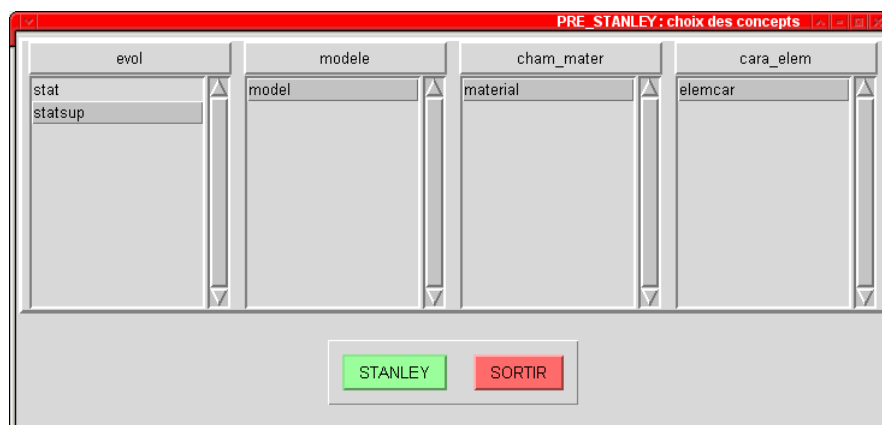 PRE_STANLEY : choix des concepts
evol modele cham_mater cara_elem
stat model material elemcar
statsup
STANLEY SORTIR